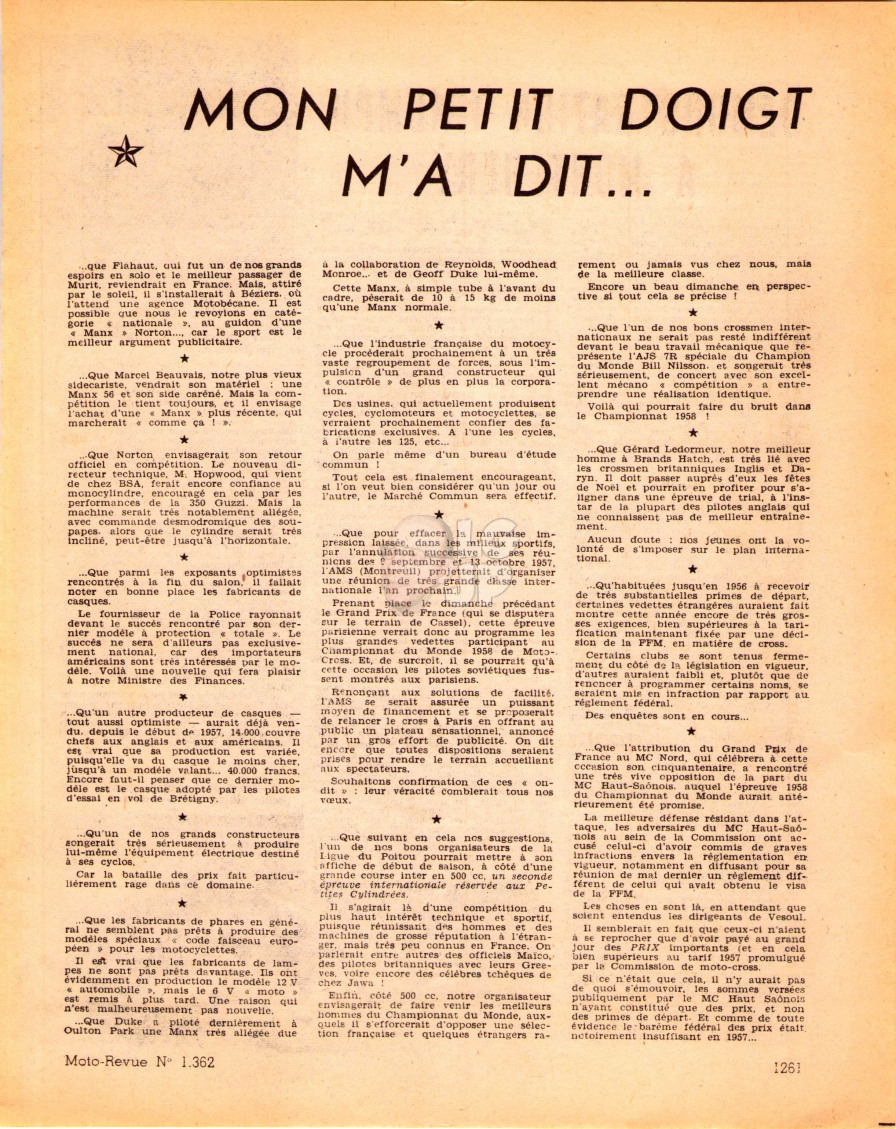 MON PETIT DOIGT
M'A DIT...
...que Flahaut, qui fut un de nos grands
espoirs en solo et le meilleur passager de
Murit, reviendrait en France. Mais, attiré
par le soleil, il s'installerait à Béziers, où
l'attend une agence Motobécane. Il est
possible que nous le revoyions en caté-
gorie « nationale », au guidon d'une
« Manx » Norton..., car le sport est le
meilleur argument publicitaire.
...Que Marcel Beauvais, notre plus vieux
sidecariste, vendrait son matériel : une
Manx 56 et son side caréné. Mais la com-
pétition le tient toujours, et il envisage
l'achat d'une « Manx » plus récente, qui
marcherait « comme ça ! ».
...Que Norton envisagerait son retour
officiel en compétition. Le nouveau di-
recteur technique, M. Hopwood, qui vient
de chez BSA, ferait encore confiance au
monocylindre, encouragé en cela par les
performances de la 350 Guzzi. Mais la
machine serait très notablement allégée,
avec commande desmodromique des sou-
papes, alors que le cylindre serait très
incliné, peut-être jusqu'à l'horizontale.
...Que parmi les exposants optimistes
rencontrés à la fin du salon, il fallait
noter en bonne place les fabricants de
casques.
Le fournisseur de la Police rayonnait
devant le succès rencontré par son der-
nier modèle à protection « totale ». Le
succès ne sera d'ailleurs pas exclusive-
ment national, car des importateurs
américains sont très intéressés par le mo-
dèle. Voilà une nouvelle qui fera plaisir
à notre Ministre des Finances.
...Qu'un autre producteur de casques —
tout aussi optimiste — aurait déjà ven-
du, depuis le début de 1957, 14.000 couvre
chefs aux anglais et aux américains. Il
est vrai que sa production est variée,
puisqu'elle va du casque le moins cher,
jusqu'à un modèle valant... 40.000 francs.
Encore faut-il penser que ce dernier mo-
dèle est le casque adopté par les pilotes
d'essai en vol de Brétigny.
...Qu'un de nos grands constructeurs
songerait très sérieusement à produire
lui-même l'équipement électrique destiné
à ses cyclos.
Car la bataille des prix fait particu-
lièrement rage dans ce domaine.
...Que les fabricants de phares en géné-
ral ne semblent pas prêts à produire des
modèles spéciaux « code faisceau euro-
péen » pour les motocyclettes.
Il est vrai que les fabricants de lam-
pes ne sont pas prêts davantage. Ils ont
évidemment en production le modèle 12 V
« automobile », mais le 6 V « moto »
est remis à plus tard. Une raison qui
n'est malheureusement pas nouvelle.
...Que Duke a piloté dernièrement à
Oulton Park une Manx très allégée due
à la collaboration de Reynolds, Woodhead
Monroe... et de Geoff Duke lui-même.
Cette Manx, à simple tube à l'avant du
cadre, pèserait de 10 à 15 kg de moins
qu'une Manx normale.
...Que l'industrie française du motocy-
cle procéderait prochainement à un très
vaste regroupement de forces, sous l'im-
pulsion d'un grand constructeur qui
« contrôle » de plus en plus la corpora-
tion.
Des usines, qui actuellement produisent
cycles, cyclomoteurs et motocyclettes, se
verraient prochainement confier des fa-
brications exclusives. A l'une les cycles,
à l'autre les 125, etc...
On parle même d'un bureau d'étude
commun !
Tout cela est finalement encourageant,
si l'on veut bien considérer qu'un jour ou
l'autre, le Marché Commun sera effectif.
...Que pour effacer la mauvaise im-
pression laissée, dans les milieux sportifs,
par l'annulation successive de ses réu-
nions des 8 septembre et 13 octobre 1957,
l'AMS (Montreuil) projetterait d'organiser
une réunion de très grande classe inter-
nationale l'an prochain.
Prenant place le dimanche précédant
le Grand Prix de France (qui se disputera
sur le terrain de Cassel), cette épreuve
parisienne verrait donc au programme les
plus grandes vedettes participant au
Championnat du Monde 1958 de Moto-
Cross. Et, de surcroît, il se pourrait qu'à
cette occasion les pilotes soviétiques fus-
sent montrés aux parisiens.
Renonçant aux solutions de facilité,
l'AMS se serait assurée un puissant
moyen de financement et se proposerait
de relancer le cross à Paris en offrant au
public un plateau sensationnel, annoncé
par un gros effort de publicité. On dit
encore que toutes dispositions seraient
prises pour rendre le terrain accueillant
aux spectateurs.
Souhaitons confirmation de ces « on-
dit » : leur véracité comblerait tous nos
vœux.
...Que suivant en cela nos suggestions,
l'un de nos bons organisateurs de la
Ligue du Poitou pourrait mettre à son
affiche de début de saison, à côté d'une
grande course inter en 500 cc, un seconde
épreuve internationale réservée aux Pe-
tites Cylindrées.
Il s'agirait là d'une compétition du
plus haut intérêt technique et sportif,
puisque réunissant des hommes et des
machines de grosse réputation à l'étran-
ger, mais très peu connus en France. On
parlerait entre autres des officiels Maïco,
des pilotes britanniques avec leurs Gree-
ves, voire encore des célèbres tchèques de
chez Jawa !
Enfin, côté 500 cc, notre organisateur
envisagerait de faire venir les meilleurs
hommes du Championnat du Monde, aux-
quels il s'efforcerait d'opposer une sélec-
tion française et quelques étrangers ra-
rement ou jamais vus chez nous, mais
de la meilleure classe.
Encore un beau dimanche en perspec-
tive si tout cela se précise !
...Que l'un de nos bons crossmen inter-
nationaux ne serait pas resté indifférent
devant le beau travail mécanique que re-
présente l'AJS 7R spéciale du Champion
du Monde Bill Nilsson, et songerait très
sérieusement, de concert avec son excel-
lent mécano « compétition » a entre-
prendre une réalisation identique.
Voilà qui pourrait faire du bruit dans
le Championnat 1958 !
...Que Gérard Ledormeur, notre meilleur
homme à Brands Hatch, est très lié avec
les crossmen britanniques Inglis et Da-
ryn. Il doit passer auprès d'eux les fêtes
de Noël et pourrait en profiter pour s'a-
ligner dans une épreuve de trial, à l'ins-
tar de la plupart des pilotes anglais qui
ne connaissent pas de meilleur entraîne-
ment.
Aucun doute : nos jeunes ont la vo-
lonté de s'imposer sur le plan interna-
tional.
...Qu'habituées jusqu'en 1956 à recevoir
de très substantielles primes de départ,
certaines vedettes étrangères auraient fait
montre cette année encore de très gros-
ses exigences, bien supérieures à la tari-
fication maintenant fixée par une déci-
sion de la FFM, en matière de cross.
Certains clubs se sont tenus ferme-
ment du côté de la législation en vigueur,
d'autres auraient faibli et, plutôt que de
renoncer à programmer certains noms, se
seraient mis en infraction par rapport au
règlement fédéral.
Des enquêtes sont en cours...
...Que l'attribution du Grand Prix de
France au MC Nord, qui célébrera à cette
occasion son cinquantenaire, a rencontré
une très vive opposition de la part du
MC Haut-Saônois, auquel l'épreuve 1958
du Championnat du Monde aurait anté-
rieurement été promise.
La meilleure défense résidant dans l'at-
taque, les adversaires du MC Haut-Saô-
nois au sein de la Commission ont ac-
cusé celui-ci d'avoir commis de graves
infractions envers la réglementation en
vigueur, notamment en diffusant pour sa
réunion de mai dernier un règlement dif-
férent de celui qui avait obtenu le visa
de la FFM.
Les choses en sont là, en attendant que
soient entendus les dirigeants de Vesoul.
Il semblerait en fait que ceux-ci n'aient
à se reprocher que d'avoir payé au grand
jour des PRIX importants (et en cela
bien supérieurs au tarif 1957 promulgué
par la Commission de moto-cross.
Si ce n'était que cela, il n'y aurait pas
de quoi s'émouvoir, les sommes versées
publiquement par le MC Haut Saônois
n'ayant constitué que des prix, et non
des primes de départ. Et comme de toute
évidence le barème fédéral des prix était
notoirement insuffisant en 1957...
Moto-Revue N° 1.362
1261